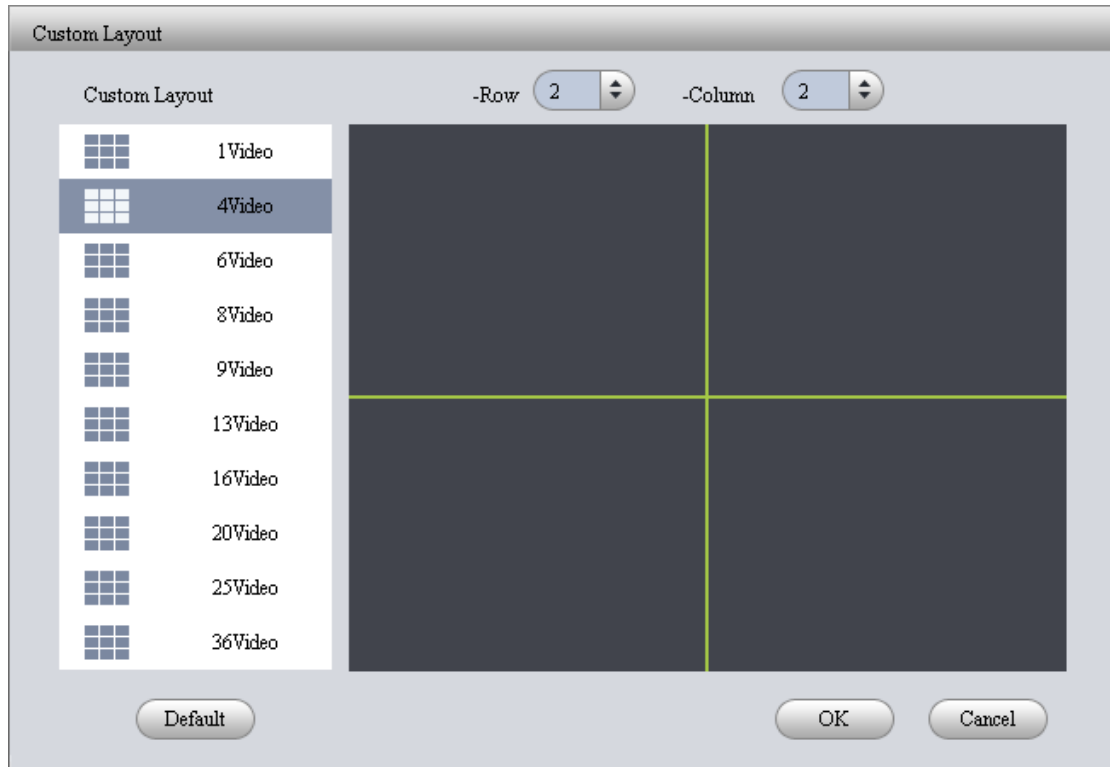 Custom Layout
Custom Layout -Row 2 -Column 2
1Video
4Video
6Video
8Video
9Video
13Video
16Video
20Video
25Video
36Video
Default OK Cancel